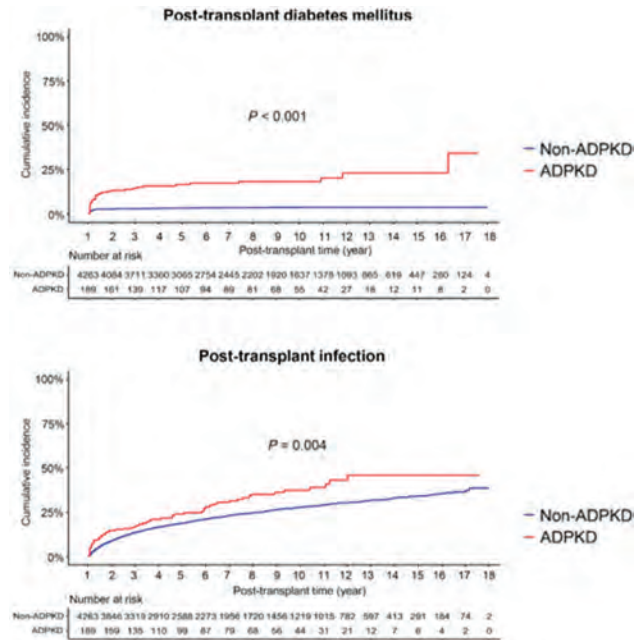 Post-transplant diabetes mellitus
100%
75%
50%
25%
0%
Cumulative incidence
P < 0.001
Non-ADPKD
ADPKD
1 2 3 4 5 6 7 8 9 10 11 12 13 14 15 16 17 18
Post-transplant time (year)
Number at risk
Non-ADPKD 4263 4084 3711 3300 3065 2754 2445 2202 1920 1637 1378 1093 865 619 447 260 124 4
ADPKD 189 161 139 117 107 94 89 81 68 55 42 27 18 12 11 8 2 0
Post-transplant infection
100%
75%
50%
25%
0%
Cumulative incidence
P = 0.004
Non-ADPKD
ADPKD
1 2 3 4 5 6 7 8 9 10 11 12 13 14 15 16 17 18
Post-transplant time (year)
Number at risk
Non-ADPKD 4263 3846 3319 2910 2588 2273 1956 1720 1456 1219 1015 782 597 413 291 184 74 2
ADPKD 189 159 135 110 99 87 79 68 56 44 31 21 12 7 6 4 2 0